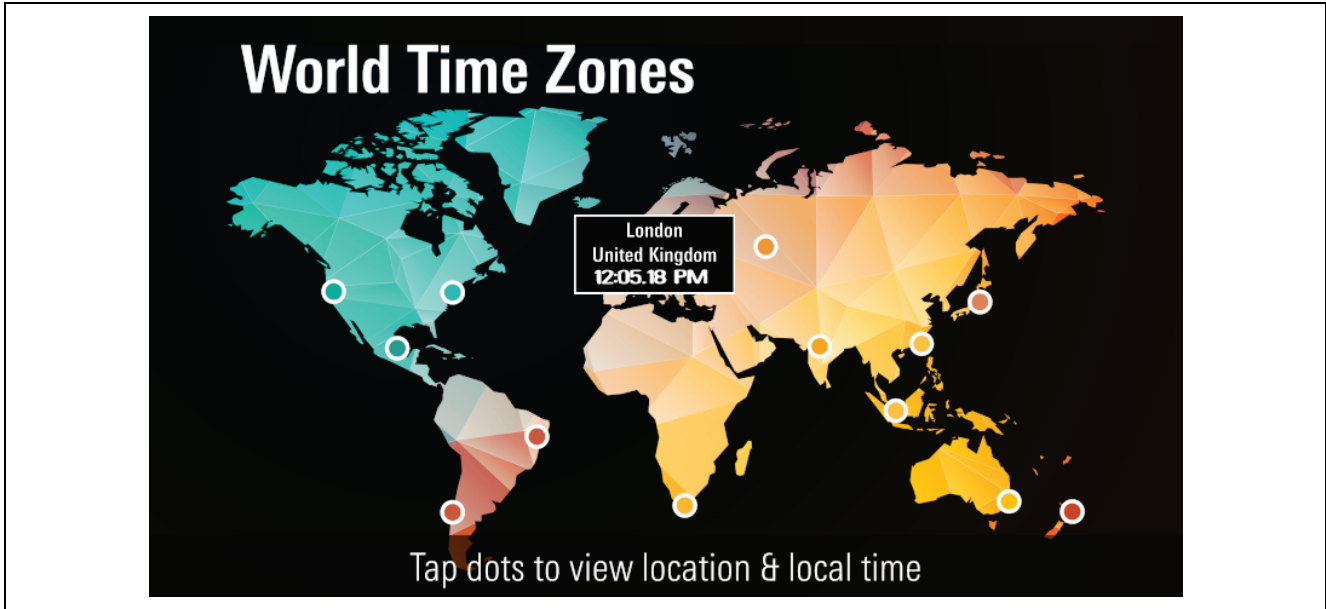 World Time Zones
London
United Kingdom
12:05.18 PM
Tap dots to view location & local time